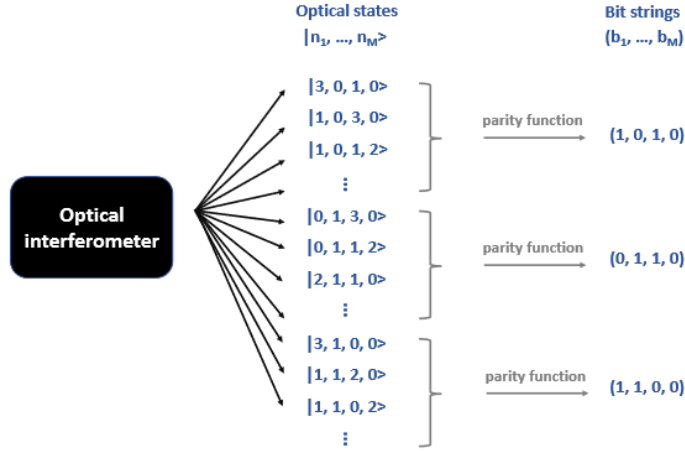 Optical states
|n₁, ..., n_M>
Bit strings
(b₁, ..., b_M)
|3, 0, 1, 0>
|1, 0, 3, 0>
|1, 0, 1, 2>
⋮
parity function
(1, 0, 1, 0)
Optical
interferometer
|0, 1, 3, 0>
|0, 1, 1, 2>
|2, 1, 1, 0>
⋮
parity function
(0, 1, 1, 0)
|3, 1, 0, 0>
|1, 1, 2, 0>
|1, 1, 0, 2>
⋮
parity function
(1, 1, 0, 0)